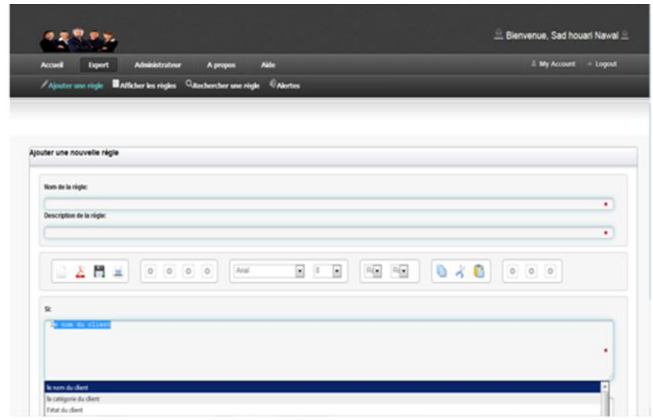 Bienvenue, Sad houari Nawal
Accueil Expert Administrateur A propos Aide
My Account Logout
Ajouter une règle Afficher les règles Rechercher une règle Alertes
Ajouter une nouvelle règle
Nom de la règle:
Description de la règle:
Arial 8
Si:
le nom du client
le nom du client
la catégorie du client
l'état du client